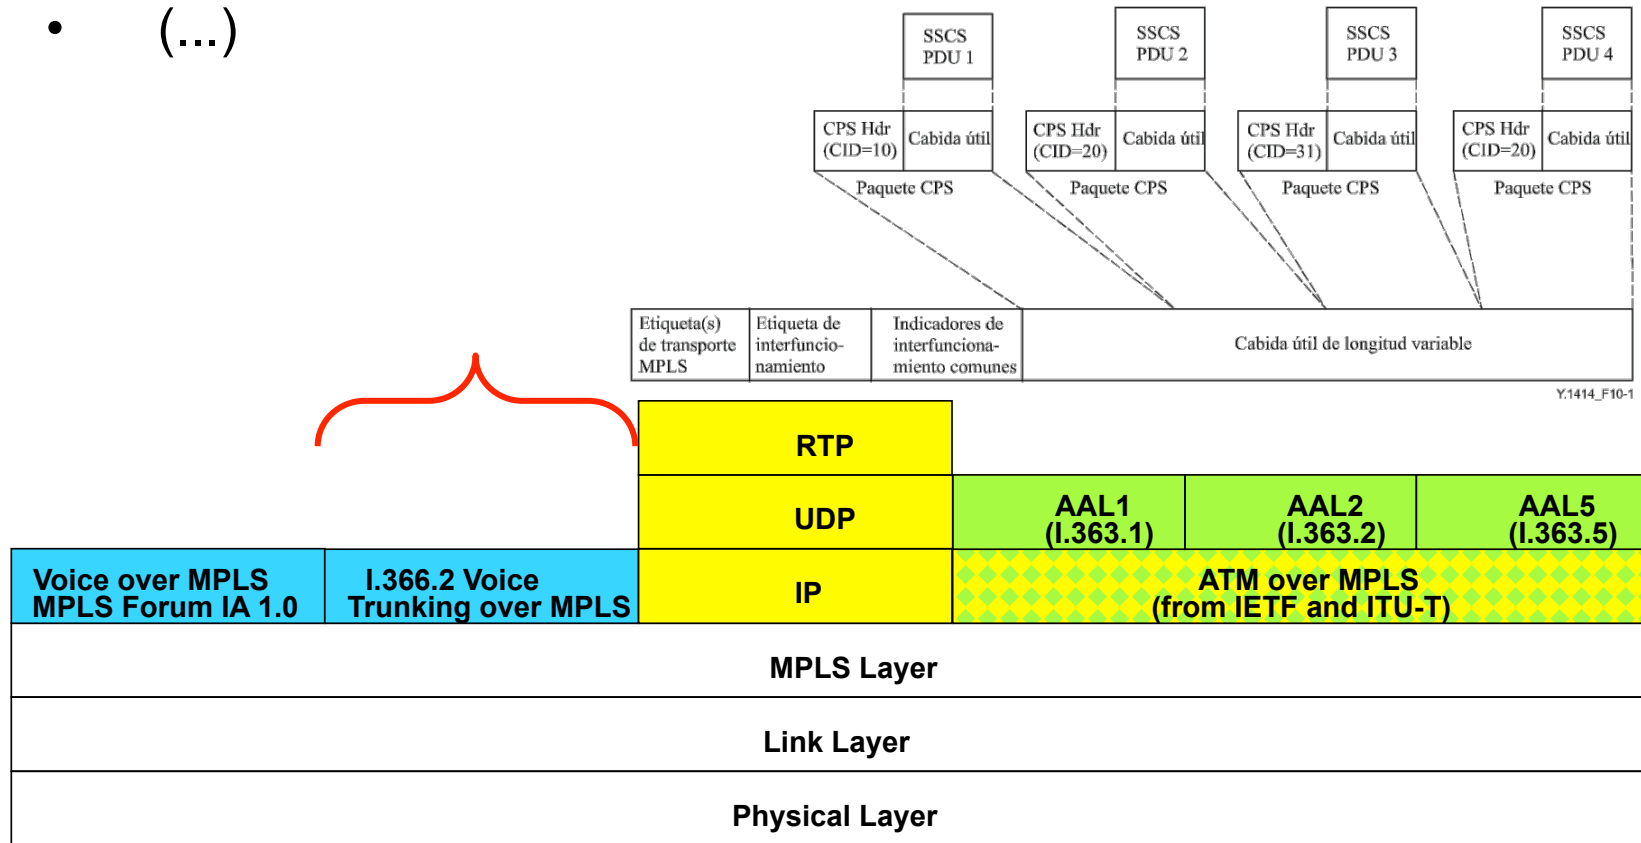 • (...)
SSCS
PDU 1
SSCS
PDU 2
SSCS
PDU 3
SSCS
PDU 4
CPS Hdr
(CID=10)
Cabida útil
CPS Hdr
(CID=20)
Cabida útil
CPS Hdr
(CID=31)
Cabida útil
CPS Hdr
(CID=20)
Cabida útil
Paquete CPS
Paquete CPS
Paquete CPS
Paquete CPS
Etiqueta(s)
de transporte
MPLS
Etiqueta de
interfuncio-
namiento
Indicadores de
interfunciona-
miento comunes
Cabida útil de longitud variable
Y.1414_F10-1
RTP
UDP
AAL1
(I.363.1)
AAL2
(I.363.2)
AAL5
(I.363.5)
Voice over MPLS
MPLS Forum IA 1.0
I.366.2 Voice
Trunking over MPLS
IP
ATM over MPLS
(from IETF and ITU-T)
MPLS Layer
Link Layer
Physical Layer